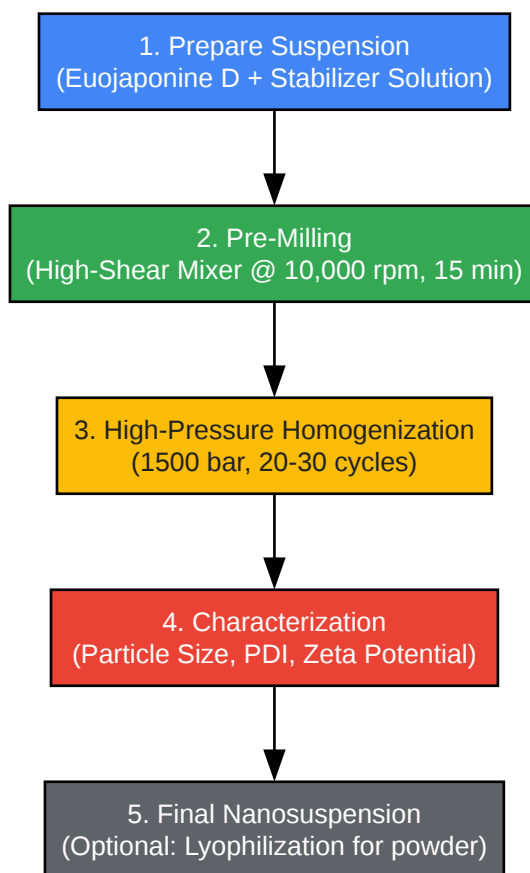 1. Prepare Suspension
(Euojaponine D + Stabilizer Solution)
2. Pre-Milling
(High-Shear Mixer @ 10,000 rpm, 15 min)
3. High-Pressure Homogenization
(1500 bar, 20-30 cycles)
4. Characterization
(Particle Size, PDI, Zeta Potential)
5. Final Nanosuspension
(Optional: Lyophilization for powder)